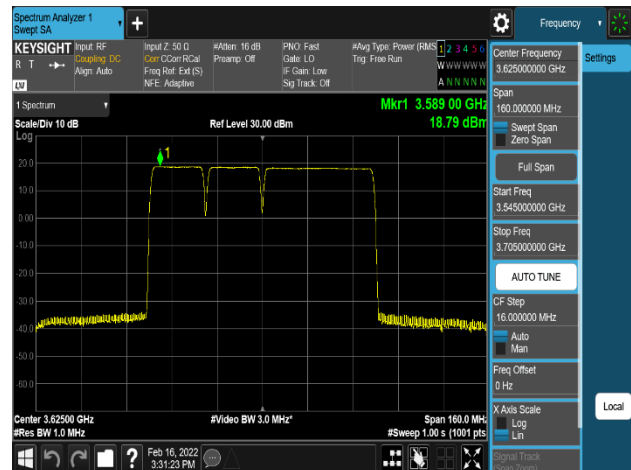 Spectrum Analyzer 1
Swept SA
+
Frequency
KEYSIGHT
R T
LXI
Input: RF
Coupling: DC
Align: Auto
Input Z: 50 Ω
Corr CCorr RCal
Freq Ref: Ext (S)
NFE: Adaptive
#Atten: 16 dB
Preamp: Off
PNO: Fast
Gate: LO
IF Gain: Low
Sig Track: Off
#Avg Type: Power (RMS
Trig: Free Run
1 2 3 4 5 6
W W W W W W
A N N N N N
1 Spectrum
Scale/Div 10 dB
Log
Ref Level 30.00 dBm
Mkr1 3.589 00 GHz
18.79 dBm
1
20.0
10.0
0.00
-10.0
-20.0
-30.0
-40.0
-50.0
-60.0
Center 3.62500 GHz
#Res BW 1.0 MHz
#Video BW 3.0 MHz*
Span 160.0 MHz
#Sweep 1.00 s (1001 pts)
?
Feb 16, 2022
3:31:23 PM
Center Frequency
3.625000000 GHz
Span
160.000000 MHz
Swept Span
Zero Span
Full Span
Start Freq
3.545000000 GHz
Stop Freq
3.705000000 GHz
AUTO TUNE
CF Step
16.000000 MHz
Auto
Man
Freq Offset
0 Hz
X Axis Scale
Log
Lin
Signal Track
(Span Zoom)
Settings
Local